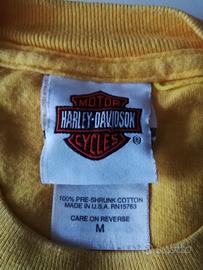 MOTOR
HARLEY-DAVIDSON
CYCLES
®
100% PRE-SHRUNK COTTON
MADE IN U.S.A. RN15763
CARE ON REVERSE
M